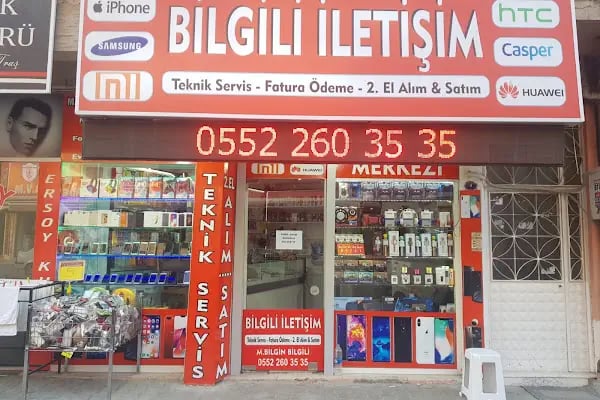 iPhone
hTC
BİLGİLİ İLETİŞİM
SAMSUNG
Casper
Teknik Servis - Fatura Ödeme - 2. El Alım & Satım
HUAWEI
0552 260 35 35
HUAWEI
MERKEZİ
TEKNİK SERVİS
2.EL ALIM.....SATIM
ERSOY K
BİLGİLİ İLETİŞİM
Teknik Servis - Fatura Ödeme - 2. El Alım & Satım
M.BİLGİN BİLGİLİ
0552 260 35 35